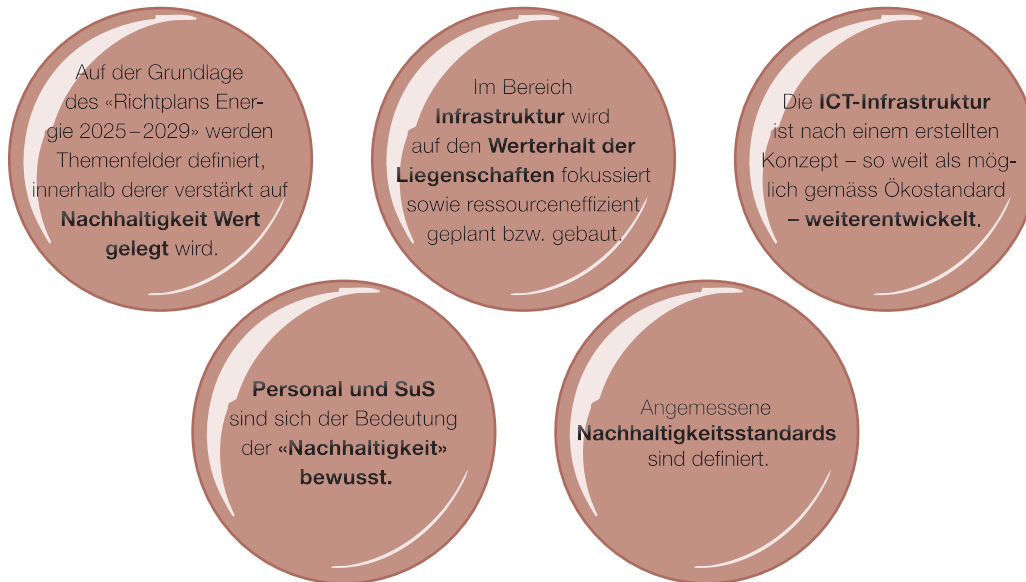 Auf der Grundlage
des «Richtplans Ener-
gie 2025–2029» werden
Themenfelder definiert,
innerhalb derer verstärkt auf
Nachhaltigkeit Wert
gelegt wird.
Im Bereich
Infrastruktur wird
auf den Werterhalt der
Liegenschaften fokussiert
sowie ressourceneffizient
geplant bzw. gebaut.
Die ICT-Infrastruktur
ist nach einem erstellten
Konzept – so weit als mög-
lich gemäss Ökostandard
– weiterentwickelt.
Personal und SuS
sind sich der Bedeutung
der «Nachhaltigkeit»
bewusst.
Angemessene
Nachhaltigkeitsstandards
sind definiert.